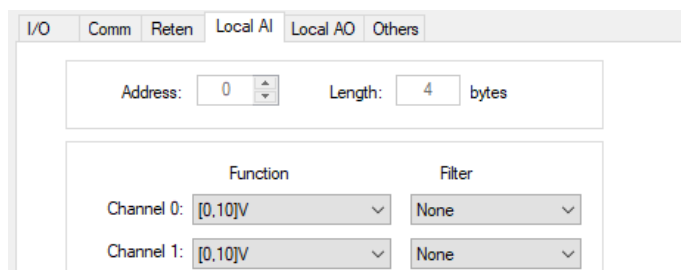 I/O Comm Reten Local AI Local AO Others
Address: 0 Length: 4 bytes
Function Filter
Channel 0: [0,10]V None
Channel 1: [0,10]V None